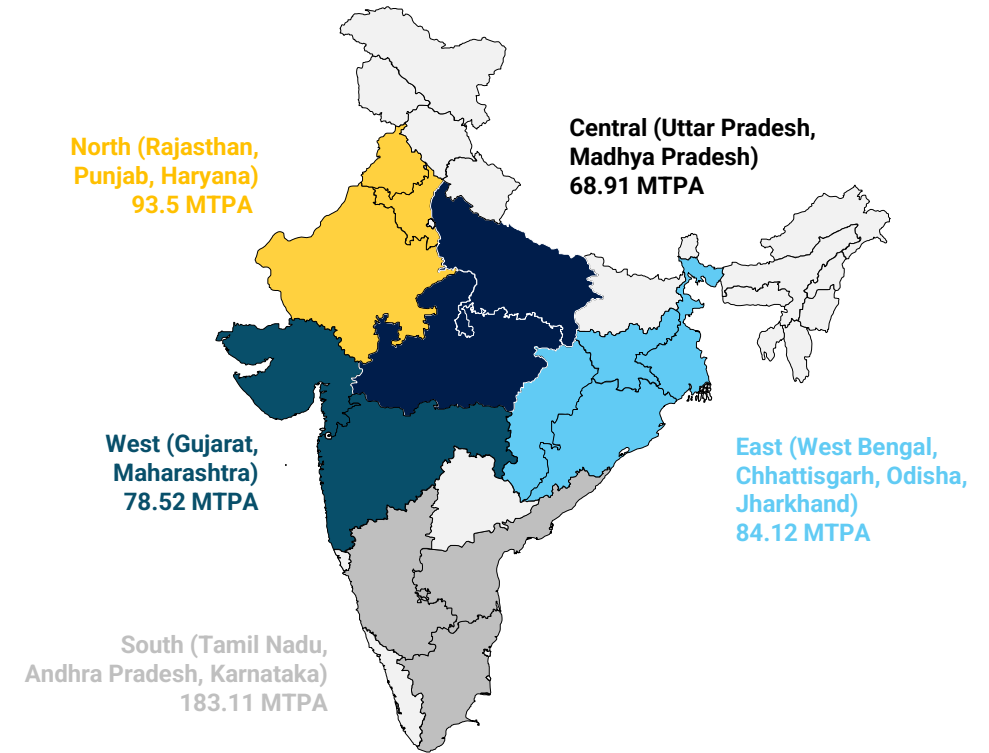 North (Rajasthan,
Punjab, Haryana)
93.5 MTPA
Central (Uttar Pradesh,
Madhya Pradesh)
68.91 MTPA
West (Gujarat,
Maharashtra)
78.52 MTPA
East (West Bengal,
Chhattisgarh, Odisha,
Jharkhand)
84.12 MTPA
South (Tamil Nadu,
Andhra Pradesh, Karnataka)
183.11 MTPA